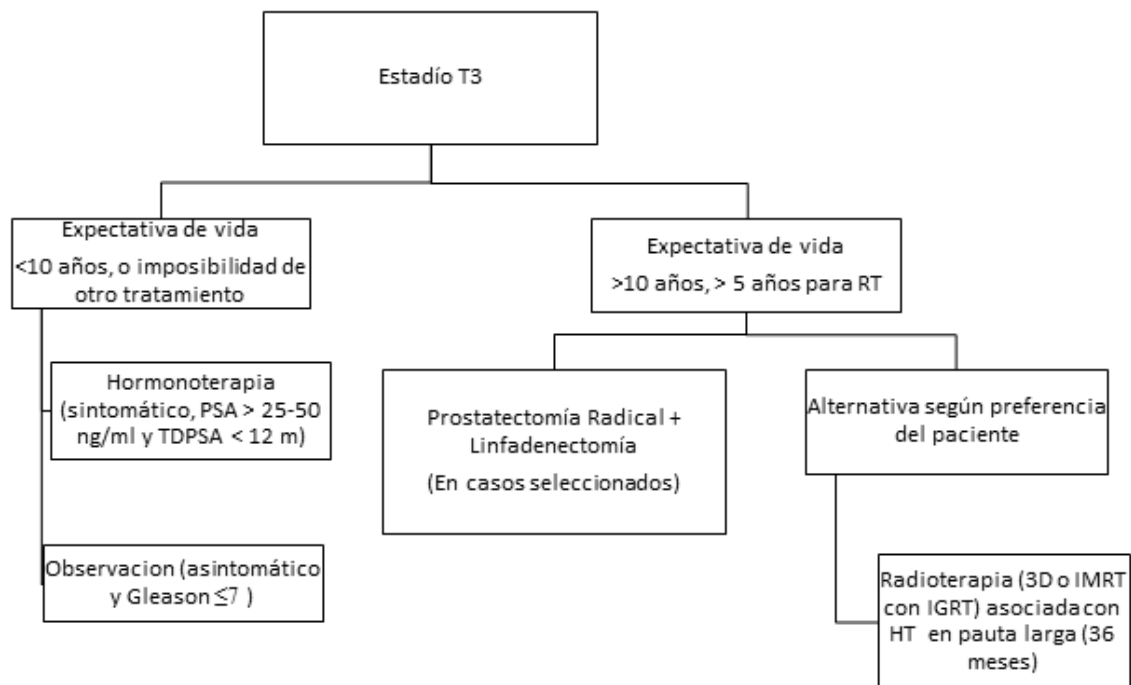 Estadío T3
Expectativa de vida
<10 años, o imposibilidad de
otro tratamiento
Expectativa de vida
>10 años, > 5 años para RT
Hormonoterapia
(sintomático, PSA > 25-50
ng/ml y TDPSA < 12 m)
Prostatectomía Radical +
Linfadenectomía
(En casos seleccionados)
Alternativa según preferencia
del paciente
Observacion (asintomático
y Gleason ≤7 )
Radioterapia (3D o IMRT
con IGRT) asociada con
HT en pauta larga (36
meses)